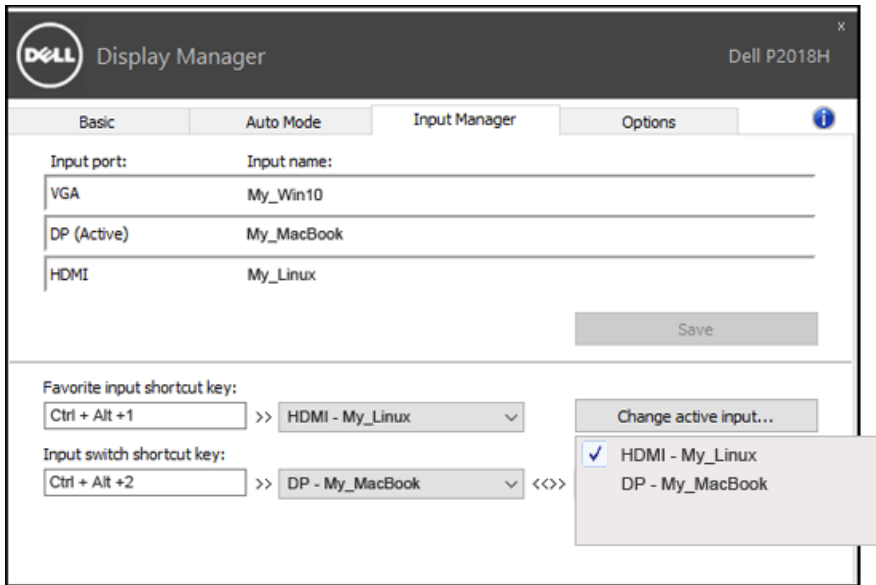 x
DELL Display Manager Dell P2018H
Basic Auto Mode Input Manager Options i
Input port: Input name:
VGA My_Win10
DP (Active) My_MacBook
HDMI My_Linux
Save
Favorite input shortcut key:
Ctrl + Alt +1 >> HDMI - My_Linux Change active input...
Input switch shortcut key: HDMI - My_Linux
Ctrl + Alt +2 >> DP - My_MacBook <<>> DP - My_MacBook